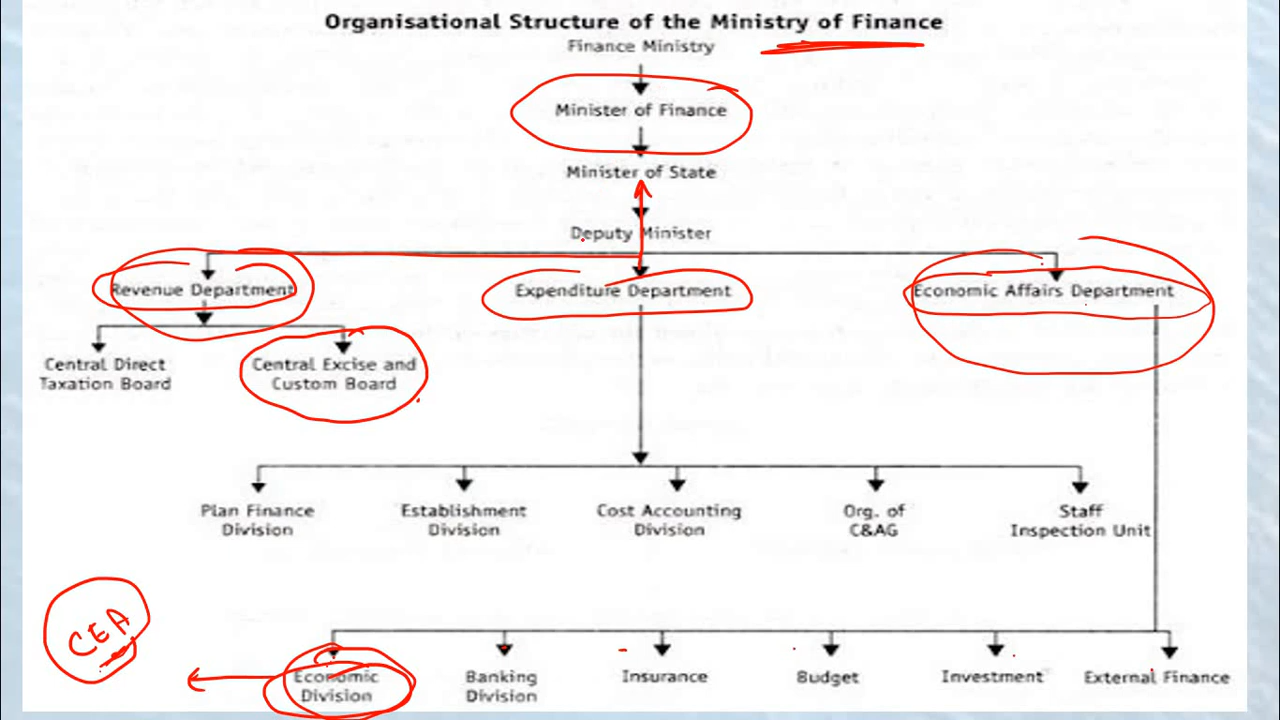 Organisational Structure of the Ministry of Finance
Finance Ministry
Minister of Finance
Minister of State
Deputy Minister
Revenue Department
Expenditure Department
Economic Affairs Department
Central Direct
Taxation Board
Central Excise and
Custom Board
Plan Finance
Division
Establishment
Division
Cost Accounting
Division
Org. of
C&AG
Staff
Inspection Unit
CEA
Economic
Division
Banking
Division
Insurance
Budget
Investment
External Finance